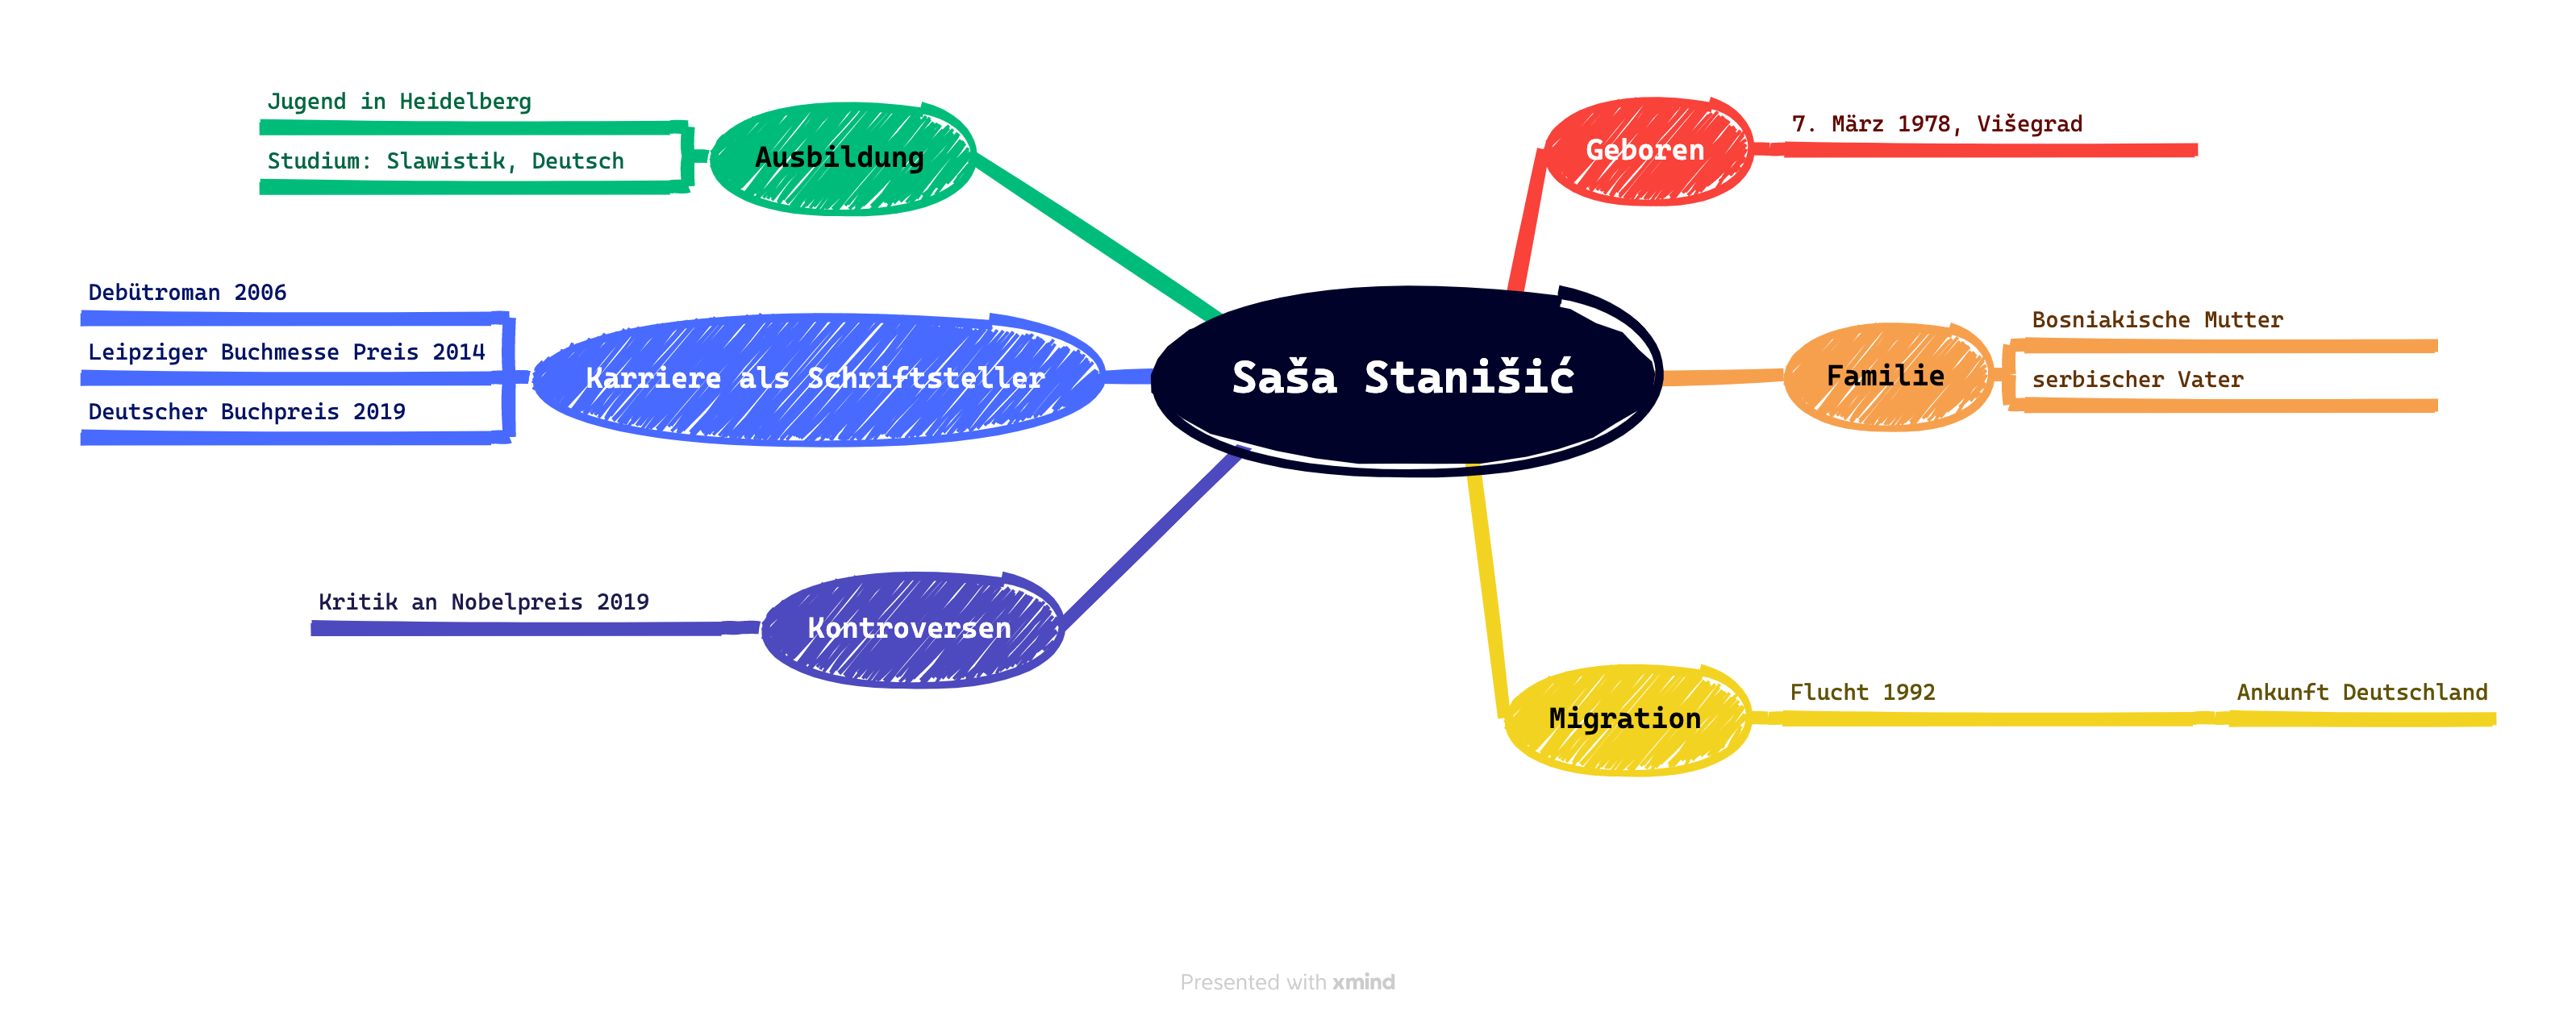 Saša Stanišić
Geboren
7. März 1978, Višegrad
Familie
Bosniakische Mutter
serbischer Vater
Migration
Flucht 1992
Ankunft Deutschland
Ausbildung
Jugend in Heidelberg
Studium: Slawistik, Deutsch
Karriere als Schriftsteller
Debütroman 2006
Leipziger Buchmesse Preis 2014
Deutscher Buchpreis 2019
Kontroversen
Kritik an Nobelpreis 2019
Presented with xmind